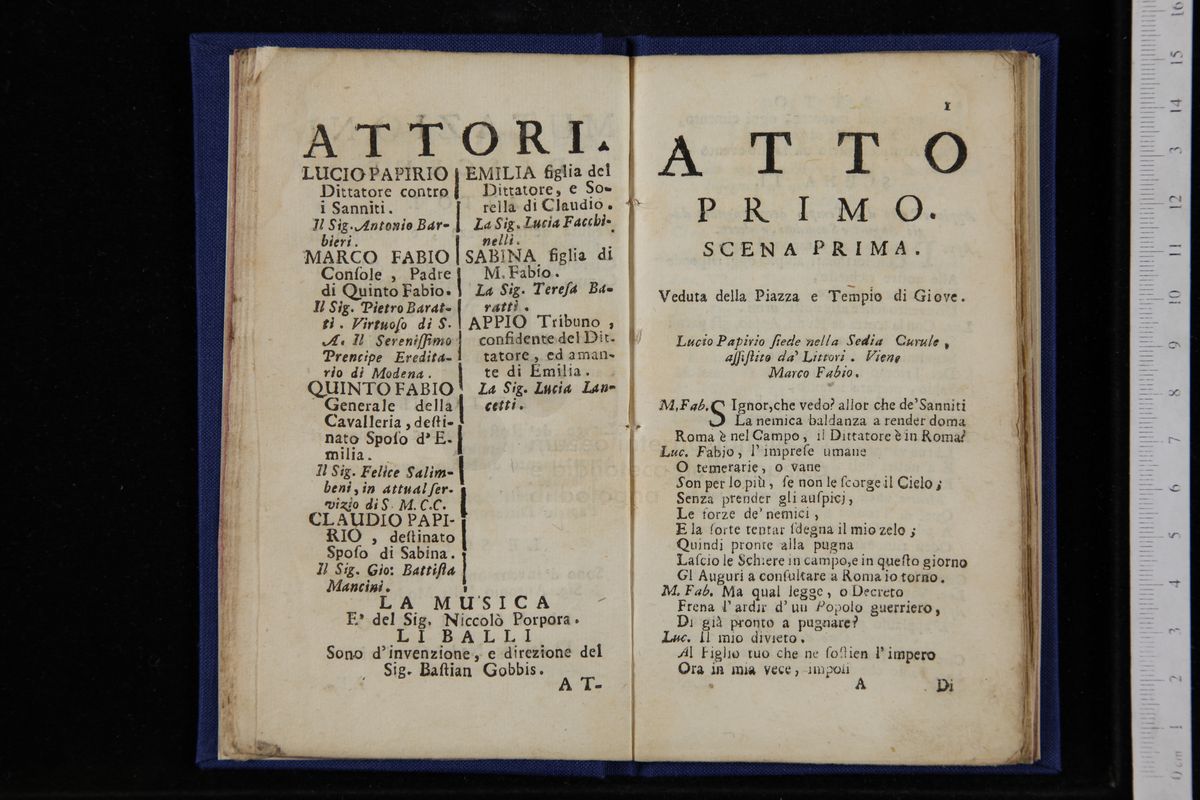 ATTORI.
LUCIO PAPIRIO
Dittatore contro
i Sanniti.
Il Sig. Antonio Bar-
bieri.
MARCO FABIO
Conſole, Padre
di Quinto Fabio.
Il Sig. Pietro Barat-
ti. Virtuoſo di S.
A. Il Sereniſſimo
Prencipe Eredita-
rio di Modena.
QUINTO FABIO
Generale della
Cavalleria, deſti-
nato Spoſo d'E-
milia.
Il Sig. Felice Salim-
beni, in attual ſer-
vizio di S. M. C. C.
CLAUDIO PAPI-
RIO, deſtinato
Spoſo di Sabina.
Il Sig. Gio: Battiſta
Mancini.
EMILIA figlia del
Dittatore, e So-
rella di Claudio.
La Sig. Lucia Facchi-
nelli.
SABINA figlia di
M. Fabio.
La Sig. Tereſa Ba-
ratti.
APPIO Tribuno,
confidente del Dit-
tatore, ed aman-
te di Emilia.
La Sig. Lucia Lan-
cetti.
LA MUSICA
E' del Sig. Niccolò Porpora.
LI BALLI
Sono d'invenzione, e direzione del
Sig. Baſtian Gobbis.
AT-
1
ATTO
PRIMO.
SCENA PRIMA.
Veduta della Piazza e Tempio di Giove.
Lucio Papirio ſiede nella Sedia Curule,
aſſiſtito da' Littori. Viene
Marco Fabio.
M. Fab. SIgnor, che vedo? allor che de' Sanniti
La nemica baldanza a render doma
Roma è nel Campo, il Dittatore è in Roma?
Luc. Fabio, l'impreſe umane
O temerarie, o vane
Son per lo più, ſe non le ſcorge il Cielo;
Senza prender gli auſpicj,
Le forze de' nemici,
E la ſorte tentar ſdegna il mio zelo;
Quindi pronte alla pugna
Laſcio le Schiere in campo, e in queſto giorno
Gl Auguri a conſultare a Roma io torno.
M. Fab. Ma qual legge, o Decreto
Frena l'ardir d'un Popolo guerriero,
Di già pronto a pugnare?
Luc. Il mio divieto.
Al Figlio tuo che ne ſoſtien l'impero
Ora in mia vece, impoſi
A Di